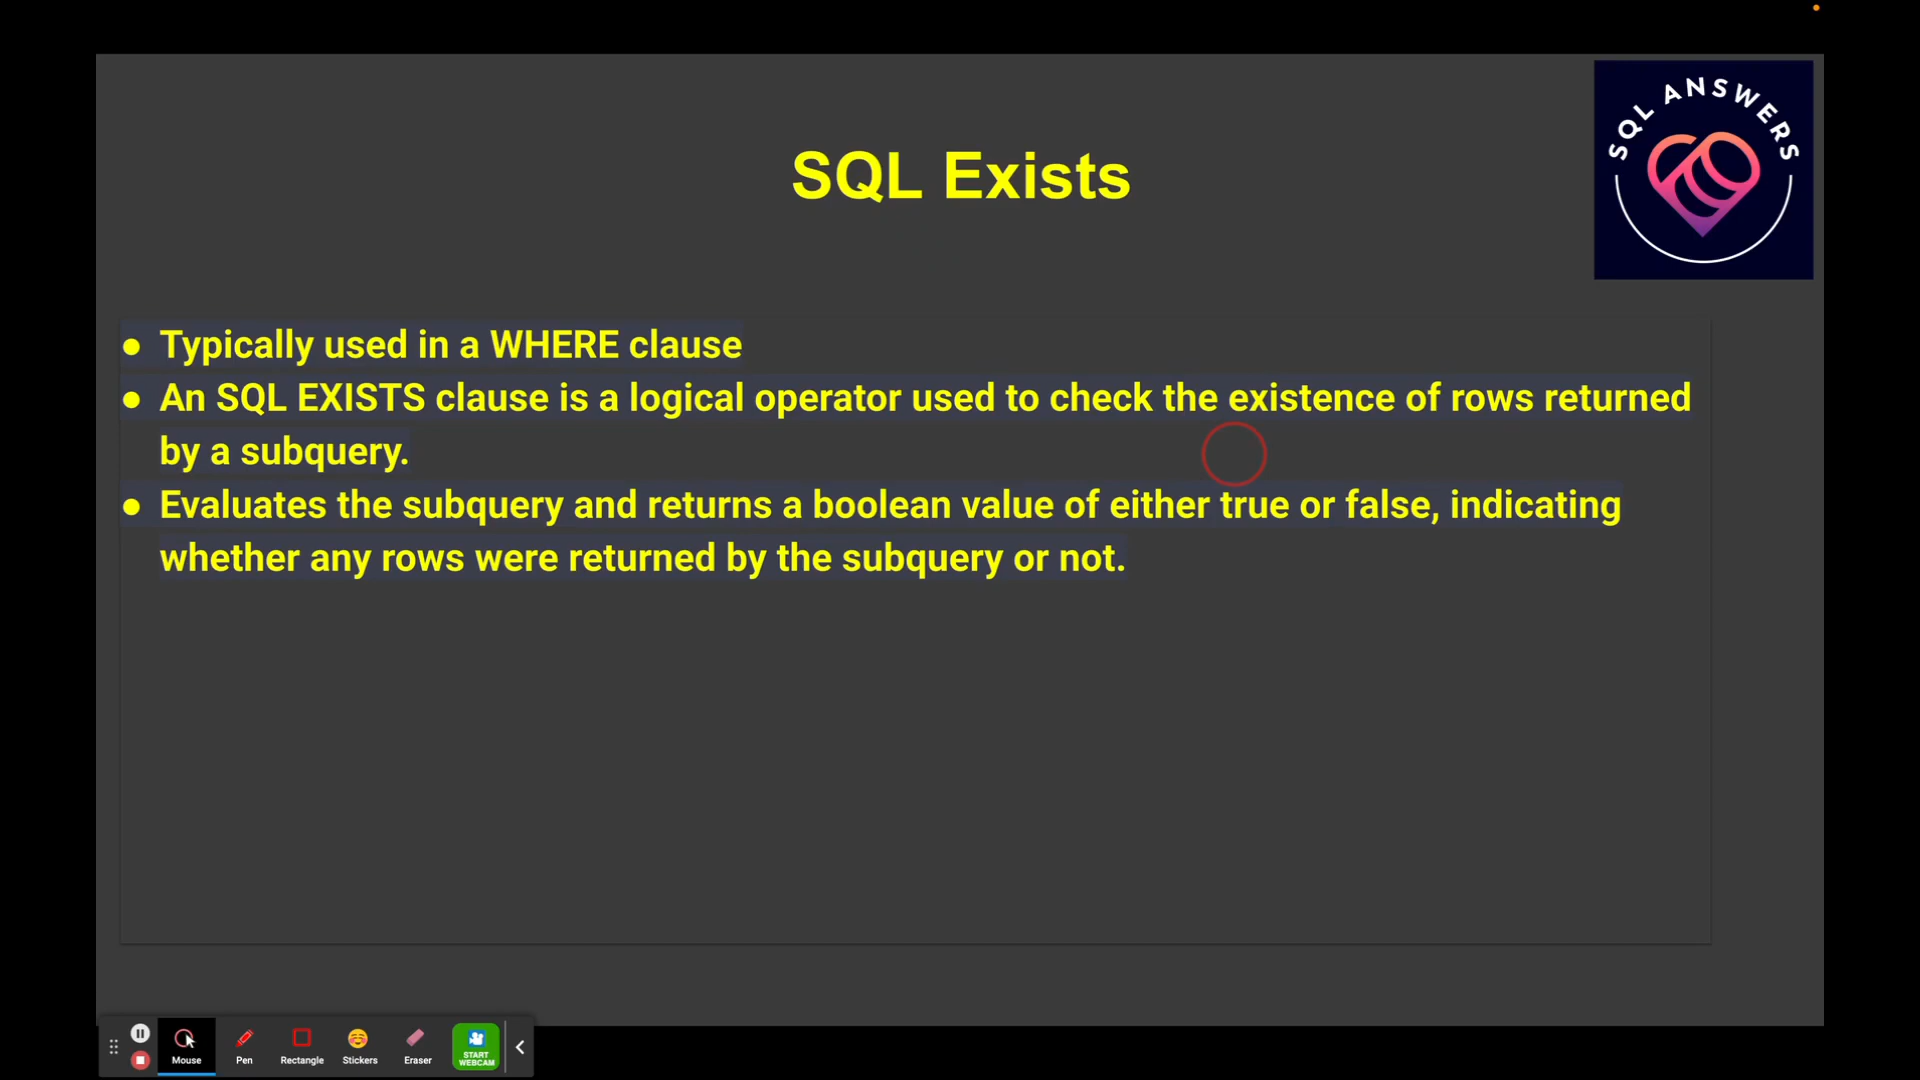 SQL ANSWERS
SQL Exists
● Typically used in a WHERE clause
● An SQL EXISTS clause is a logical operator used to check the existence of rows returned
by a subquery.
● Evaluates the subquery and returns a boolean value of either true or false, indicating
whether any rows were returned by the subquery or not.
Mouse
Pen
Rectangle
Stickers
Eraser
START
WEBCAM